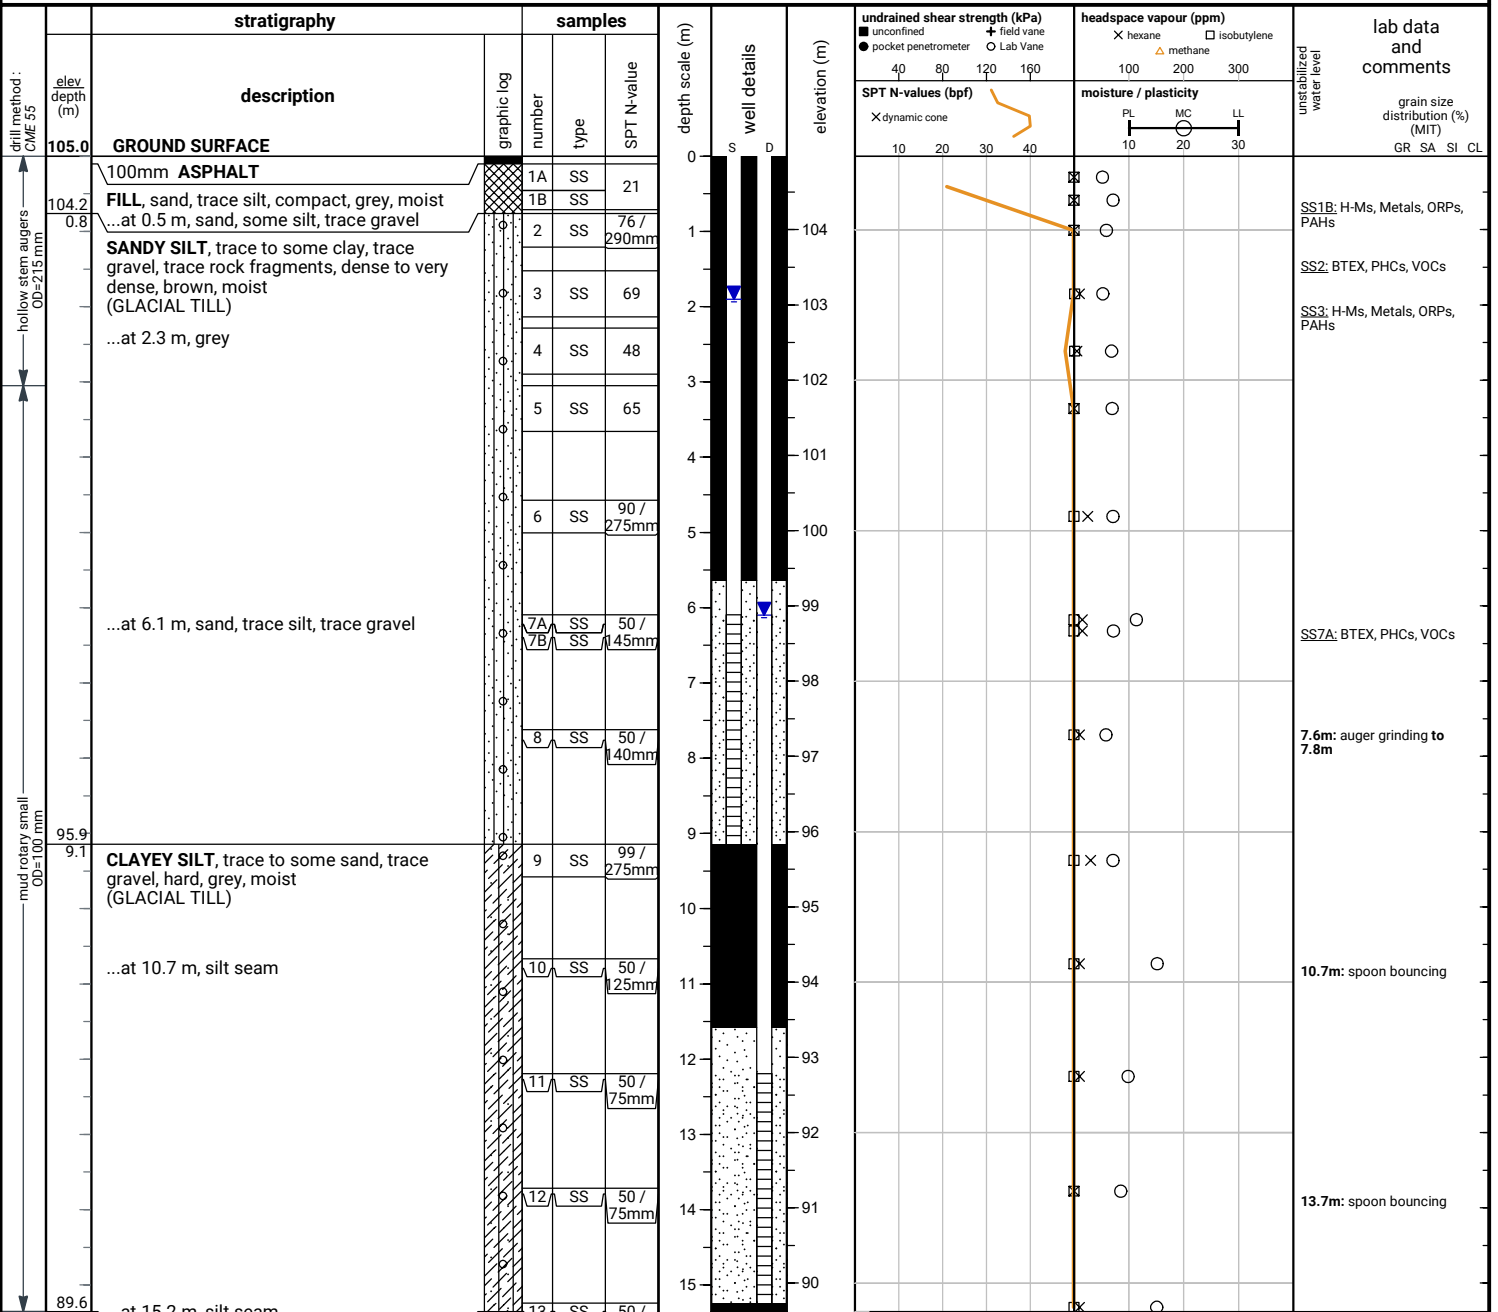 stratigraphy
samples
drill method :
CME 55
elev
depth
(m)
description
graphic log
number
type
SPT N-value
depth scale (m)
well details
S D
elevation (m)
undrained shear strength (kPa)
unconfined
field vane
pocket penetrometer
Lab Vane
40 80 120 160
SPT N-values (bpf)
dynamic cone
10 20 30 40
headspace vapour (ppm)
hexane
isobutylene
methane
100 200 300
moisture / plasticity
PL MC LL
10 20 30
unstabilized
water level
lab data
and
comments
grain size
distribution (%)
(MIT)
GR SA SI CL
105.0 GROUND SURFACE
100mm ASPHALT
FILL, sand, trace silt, compact, grey, moist
...at 0.5 m, sand, some silt, trace gravel
104.2
0.8
SANDY SILT, trace to some clay, trace
gravel, trace rock fragments, dense to very
dense, brown, moist
(GLACIAL TILL)
...at 2.3 m, grey
...at 6.1 m, sand, trace silt, trace gravel
95.9
9.1
CLAYEY SILT, trace to some sand, trace
gravel, hard, grey, moist
(GLACIAL TILL)
...at 10.7 m, silt seam
89.6
...at 15.2 m, silt seam
hollow stem augers
OD=215 mm
mud rotary small
OD=100 mm
1A SS
21
1B SS
2 SS 76 /
290mm
3 SS 69
4 SS 48
5 SS 65
6 SS 90 /
275mm
7A SS 50 /
7B SS 145mm
8 SS 50 /
140mm
9 SS 99 /
275mm
10 SS 50 /
125mm
11 SS 50 /
75mm
12 SS 50 /
75mm
13 SS 50 /
0
1
2
3
4
5
6
7
8
9
10
11
12
13
14
15
104
103
102
101
100
99
98
97
96
95
94
93
92
91
90
SS1B: H-Ms, Metals, ORPs,
PAHs
SS2: BTEX, PHCs, VOCs
SS3: H-Ms, Metals, ORPs,
PAHs
SS7A: BTEX, PHCs, VOCs
7.6m: auger grinding to
7.8m
10.7m: spoon bouncing
13.7m: spoon bouncing